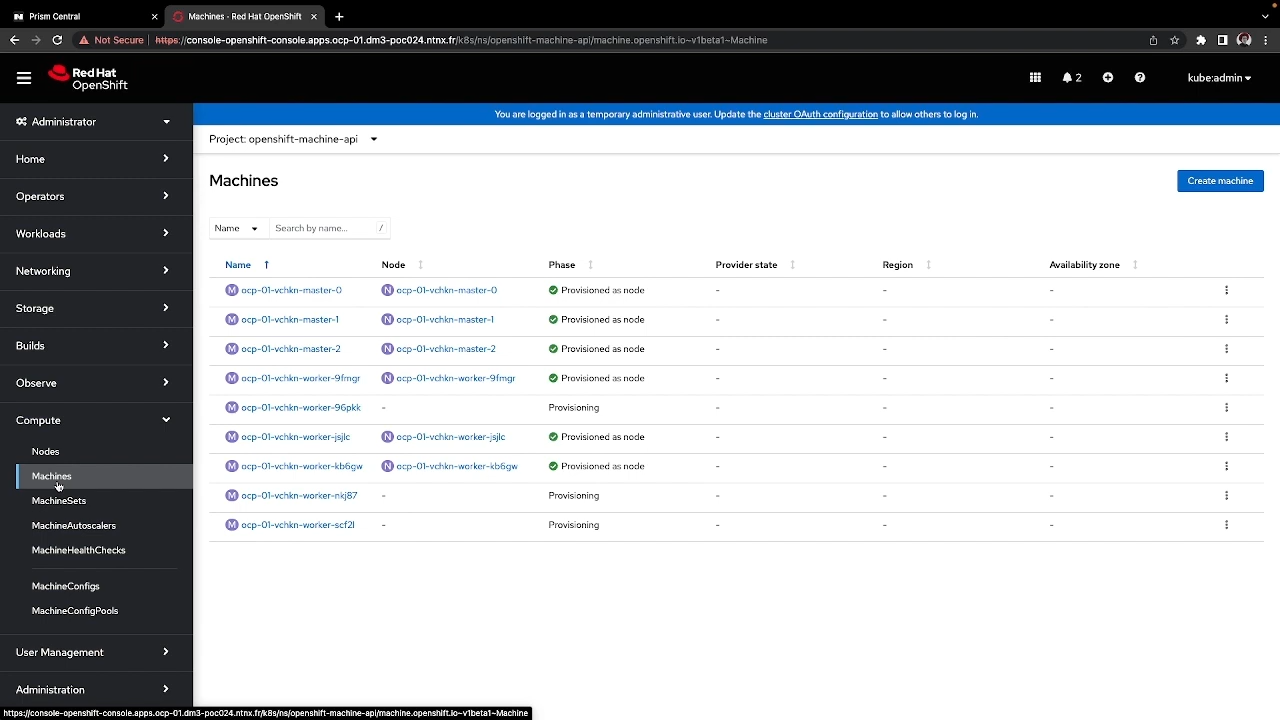 Prism Central
Machines · Red Hat OpenShift
Not Secure | https://console-openshift-console.apps.ocp-01.dm3-poc024.ntnx.fr/k8s/ns/openshift-machine-api/machine.openshift.io~v1beta1~Machine
Red Hat
OpenShift
2
kube:admin
You are logged in as a temporary administrative user. Update the cluster OAuth configuration to allow others to log in.
Administrator
Project: openshift-machine-api
Home
Operators
Workloads
Networking
Storage
Builds
Observe
Compute
Nodes
Machines
MachineSets
MachineAutoscalers
MachineHealthChecks
MachineConfigs
MachineConfigPools
User Management
Administration
Machines
Create machine
Name Search by name... /
Name Node Phase Provider state Region Availability zone
M ocp-01-vchkn-master-0 N ocp-01-vchkn-master-0 Provisioned as node - - -
M ocp-01-vchkn-master-1 N ocp-01-vchkn-master-1 Provisioned as node - - -
M ocp-01-vchkn-master-2 N ocp-01-vchkn-master-2 Provisioned as node - - -
M ocp-01-vchkn-worker-9fmgr N ocp-01-vchkn-worker-9fmgr Provisioned as node - - -
M ocp-01-vchkn-worker-96pkk - Provisioning - - -
M ocp-01-vchkn-worker-jsjlc N ocp-01-vchkn-worker-jsjlc Provisioned as node - - -
M ocp-01-vchkn-worker-kb6gw N ocp-01-vchkn-worker-kb6gw Provisioned as node - - -
M ocp-01-vchkn-worker-nkj87 - Provisioning - - -
M ocp-01-vchkn-worker-scf2l - Provisioning - - -
https://console-openshift-console.apps.ocp-01.dm3-poc024.ntnx.fr/k8s/ns/openshift-machine-api/machine.openshift.io~v1beta1~Machine